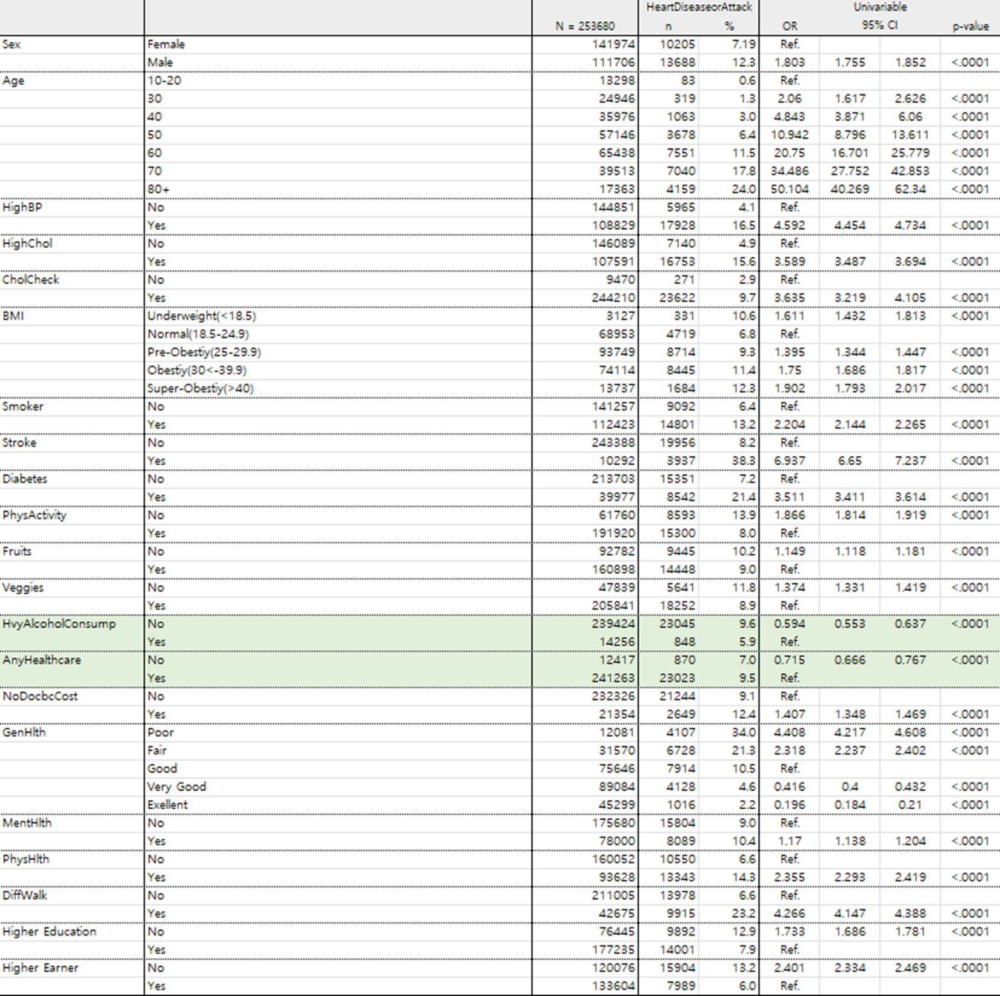 HeartDiseaseorAttack Univariable
N = 253680 n % OR 95% CI p-value
Sex Female 141974 10205 7.19 Ref.
Male 111706 13688 12.3 1.803 1.755 1.852 <.0001
Age 10-20 13298 83 0.6 Ref.
30 24946 319 1.3 2.06 1.617 2.626 <.0001
40 35976 1063 3.0 4.843 3.871 6.06 <.0001
50 57146 3678 6.4 10.942 8.796 13.611 <.0001
60 65438 7551 11.5 20.75 16.701 25.779 <.0001
70 39513 7040 17.8 34.486 27.752 42.853 <.0001
80+ 17363 4159 24.0 50.104 40.269 62.34 <.0001
HighBP No 144851 5965 4.1 Ref.
Yes 108829 17928 16.5 4.592 4.454 4.734 <.0001
HighChol No 146089 7140 4.9 Ref.
Yes 107591 16753 15.6 3.589 3.487 3.694 <.0001
CholCheck No 9470 271 2.9 Ref.
Yes 244210 23622 9.7 3.635 3.219 4.105 <.0001
BMI Underweight(<18.5) 3127 331 10.6 1.611 1.432 1.813 <.0001
Normal(18.5-24.9) 68953 4719 6.8 Ref.
Pre-Obestiy(25-29.9) 93749 8714 9.3 1.395 1.344 1.447 <.0001
Obestiy(30<-39.9) 74114 8445 11.4 1.75 1.686 1.817 <.0001
Super-Obestiy(>40) 13737 1684 12.3 1.902 1.793 2.017 <.0001
Smoker No 141257 9092 6.4 Ref.
Yes 112423 14801 13.2 2.204 2.144 2.265 <.0001
Stroke No 243388 19956 8.2 Ref.
Yes 10292 3937 38.3 6.937 6.65 7.237 <.0001
Diabetes No 213703 15351 7.2 Ref.
Yes 39977 8542 21.4 3.511 3.411 3.614 <.0001
PhysActivity No 61760 8593 13.9 1.866 1.814 1.919 <.0001
Yes 191920 15300 8.0 Ref.
Fruits No 92782 9445 10.2 1.149 1.118 1.181 <.0001
Yes 160898 14448 9.0 Ref.
Veggies No 47839 5641 11.8 1.374 1.331 1.419 <.0001
Yes 205841 18252 8.9 Ref.
HvyAlcoholConsump No 239424 23045 9.6 0.594 0.553 0.637 <.0001
Yes 14256 848 5.9 Ref.
AnyHealthcare No 12417 870 7.0 0.715 0.666 0.767 <.0001
Yes 241263 23023 9.5 Ref.
NoDocbcCost No 232326 21244 9.1 Ref.
Yes 21354 2649 12.4 1.407 1.348 1.469 <.0001
GenHlth Poor 12081 4107 34.0 4.408 4.217 4.608 <.0001
Fair 31570 6728 21.3 2.318 2.237 2.402 <.0001
Good 75646 7914 10.5 Ref.
Very Good 89084 4128 4.6 0.416 0.4 0.432 <.0001
Exellent 45299 1016 2.2 0.196 0.184 0.21 <.0001
MentHlth No 175680 15804 9.0 Ref.
Yes 78000 8089 10.4 1.17 1.138 1.204 <.0001
PhysHlth No 160052 10550 6.6 Ref.
Yes 93628 13343 14.3 2.355 2.293 2.419 <.0001
DiffWalk No 211005 13978 6.6 Ref.
Yes 42675 9915 23.2 4.266 4.147 4.388 <.0001
Higher Education No 76445 9892 12.9 1.733 1.686 1.781 <.0001
Yes 177235 14001 7.9 Ref.
Higher Earner No 120076 15904 13.2 2.401 2.334 2.469 <.0001
Yes 133604 7989 6.0 Ref.